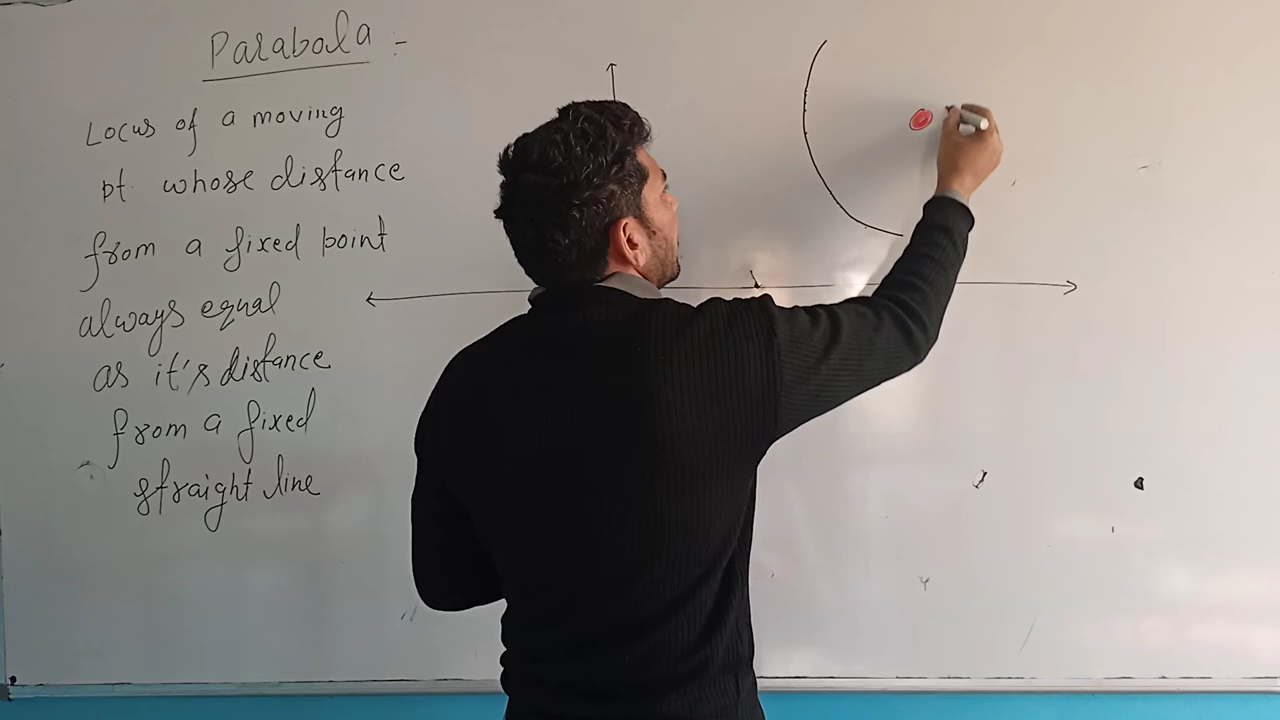 Parabola :-
Locus of a moving
pt. whose distance
from a fixed point
always equal
as it's distance
from a fixed
straight line